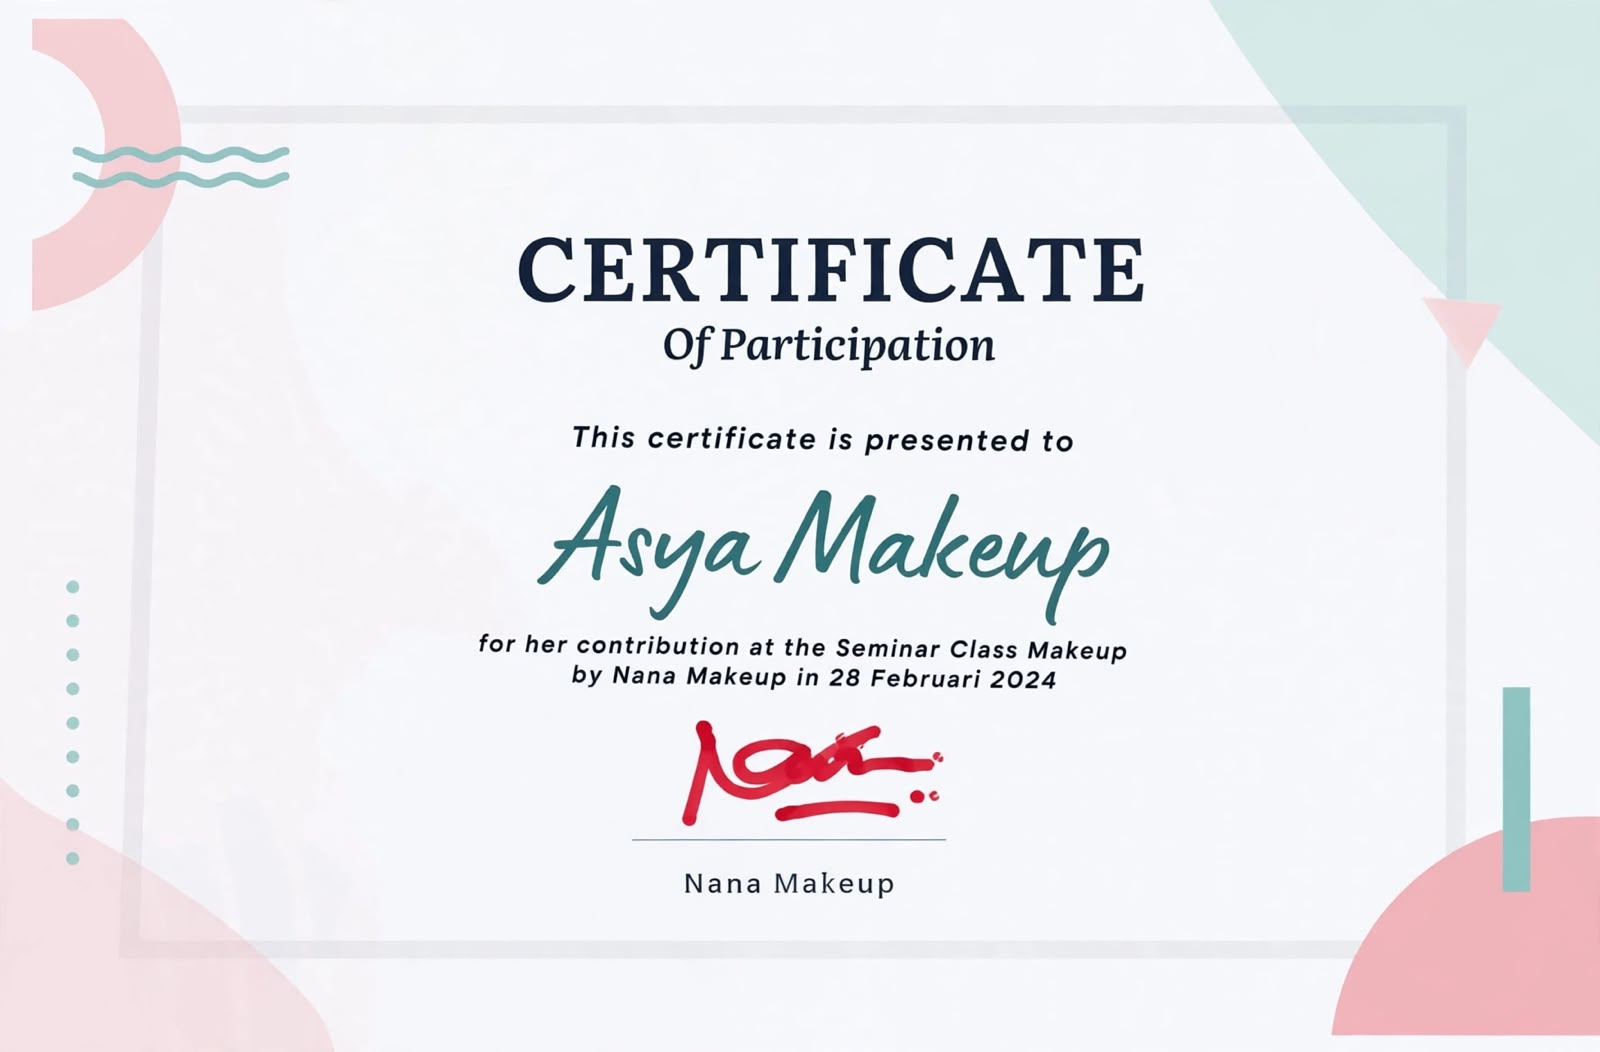 CERTIFICATE
Of Participation
This certificate is presented to
Asya Makeup
for her contribution at the Seminar Class Makeup
by Nana Makeup in 28 Februari 2024
Nana
Nana Makeup